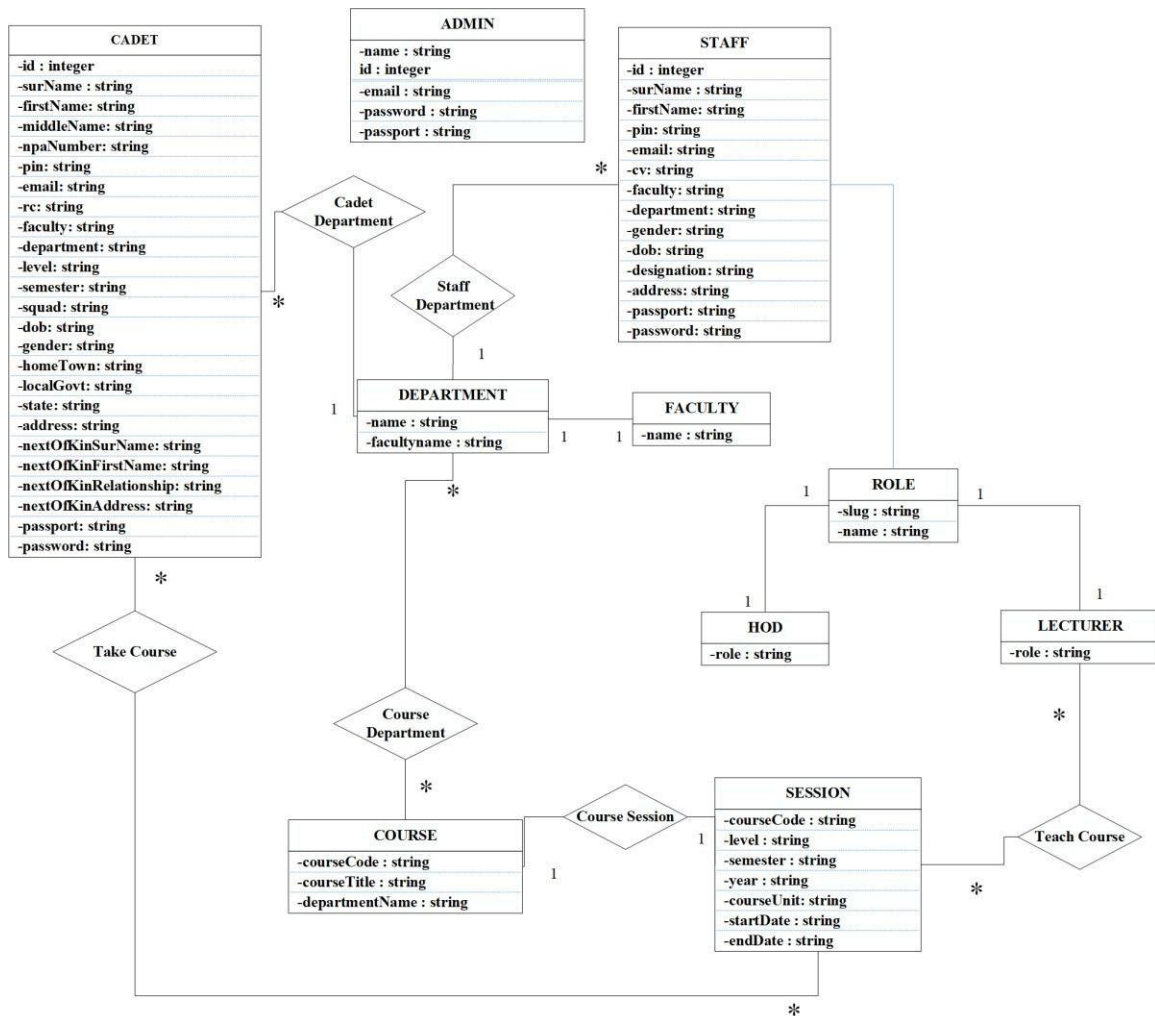 CADET
-id : integer
-surName : string
-firstName: string
-middleName: string
-npaNumber: string
-pin: string
-email: string
-rc: string
-faculty: string
-department: string
-level: string
-semester: string
-squad: string
-dob: string
-gender: string
-homeTown: string
-localGovt: string
-state: string
-address: string
-nextOfKinSurName: string
-nextOfKinFirstName: string
-nextOfKinRelationship: string
-nextOfKinAddress: string
-passport: string
-password: string
ADMIN
-name : string
id : integer
-email : string
-password : string
-passport : string
STAFF
-id : integer
-surName : string
-firstName: string
-pin: string
-email: string
-cv: string
-faculty: string
-department: string
-gender: string
-dob: string
-designation: string
-address: string
-passport: string
-password: string
*
Cadet
Department
*
Staff
Department
1
1
DEPARTMENT
-name : string
-facultyname : string
1
1
FACULTY
-name : string
*
ROLE
-slug : string
-name : string
1
1
1
1
HOD
-role : string
LECTURER
-role : string
*
Take Course
*
Course
Department
*
COURSE
-courseCode : string
-courseTitle : string
-departmentName : string
1
Course Session
1
SESSION
-courseCode : string
-level : string
-semester : string
-year : string
-courseUnit: string
-startDate : string
-endDate : string
Teach Course
*
*